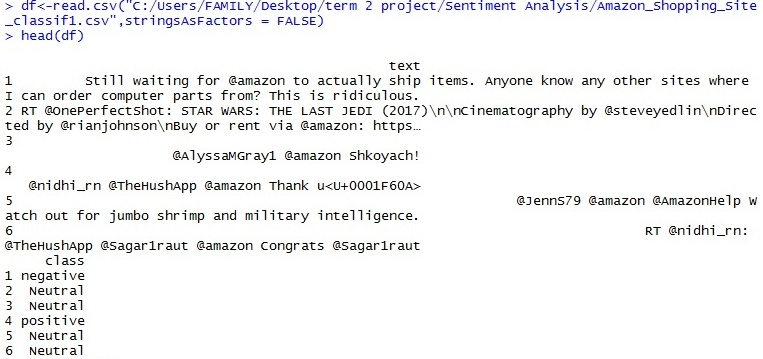 > df<-read.csv("C:/Users/FAMILY/Desktop/term 2 project/Sentiment Analysis/Amazon_Shopping_Site
_classif1.csv",stringsAsFactors = FALSE)
> head(df)
text
1 Still waiting for @amazon to actually ship items. Anyone know any other sites where
I can order computer parts from? This is ridiculous.
2 RT @OnePerfectShot: STAR WARS: THE LAST JEDI (2017)\n\nCinematography by @steveyedlin\nDirec
ted by @rianjohnson\nBuy or rent via @amazon: https…
3
@AlyssaMGray1 @amazon Shkoyach!
4
@nidhi_rn @TheHushApp @amazon Thank u<U+0001F60A>
5 @JennS79 @amazon @AmazonHelp W
atch out for jumbo shrimp and military intelligence.
6 RT @nidhi_rn:
@TheHushApp @Sagar1raut @amazon Congrats @Sagar1raut
class
1 negative
2 Neutral
3 Neutral
4 positive
5 Neutral
6 Neutral